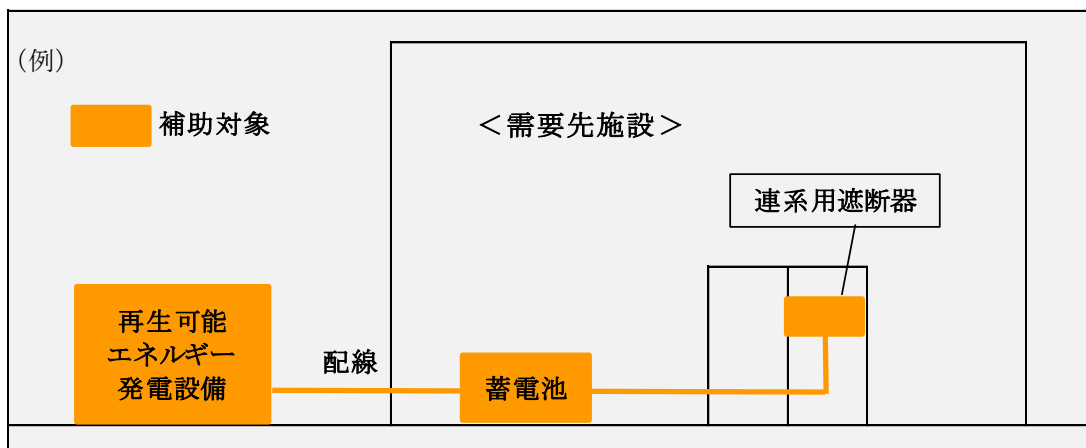 (例)
補助対象
＜需要先施設＞
連系用遮断器
再生可能
エネルギー
発電設備
配線
蓄電池